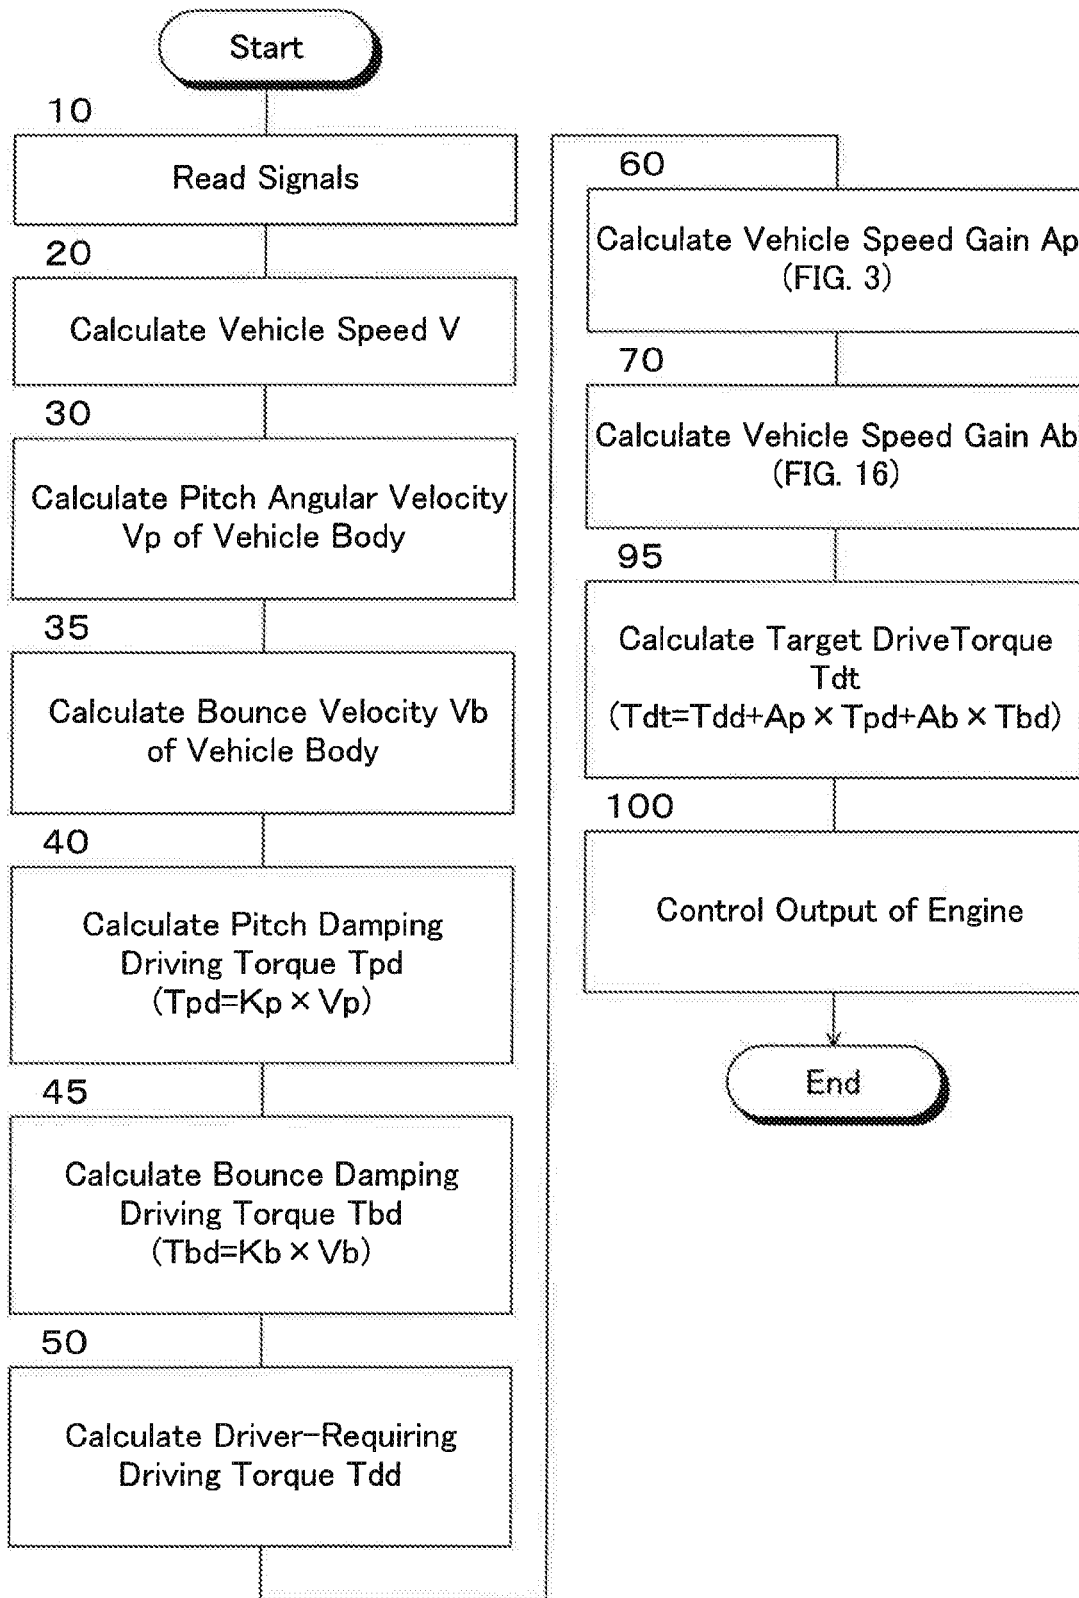 Start
10
Read Signals
20
Calculate Vehicle Speed V
30
Calculate Pitch Angular Velocity
Vp of Vehicle Body
35
Calculate Bounce Velocity Vb
of Vehicle Body
40
Calculate Pitch Damping
Driving Torque Tpd
(Tpd=Kp × Vp)
45
Calculate Bounce Damping
Driving Torque Tbd
(Tbd=Kb × Vb)
50
Calculate Driver-Requiring
Driving Torque Tdd
60
Calculate Vehicle Speed Gain Ap
(FIG. 3)
70
Calculate Vehicle Speed Gain Ab
(FIG. 16)
95
Calculate Target DriveTorque
Tdt
(Tdt=Tdd+Ap × Tpd+Ab × Tbd)
100
Control Output of Engine
End